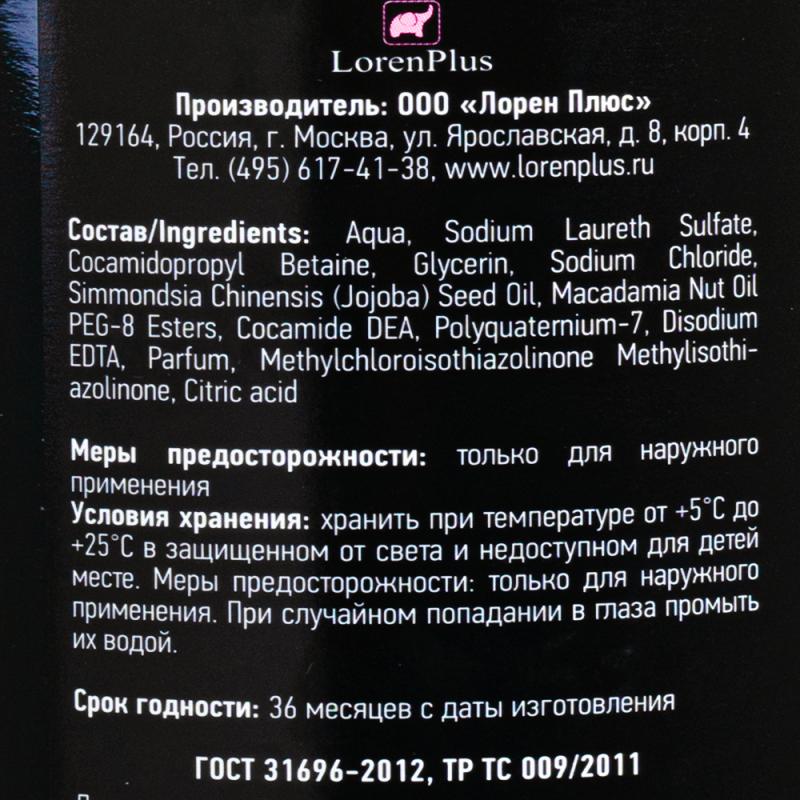 LorenPlus
Производитель: ООО «Лорен Плюс»
129164, Россия, г. Москва, ул. Ярославская, д. 8, корп. 4
Тел. (495) 617-41-38, www.lorenplus.ru
Состав/Ingredients: Aqua, Sodium Laureth Sulfate,
Cocamidopropyl Betaine, Glycerin, Sodium Chloride,
Simmondsia Chinensis (Jojoba) Seed Oil, Macadamia Nut Oil
PEG-8 Esters, Cocamide DEA, Polyquaternium-7, Disodium
EDTA, Parfum, Methylchloroisothiazolinone Methylisothi-
azolinone, Citric acid
Меры предосторожности: только для наружного
применения
Условия хранения: хранить при температуре от +5°С до
+25°С в защищенном от света и недоступном для детей
месте. Меры предосторожности: только для наружного
применения. При случайном попадании в глаза промыть
их водой.
Срок годности: 36 месяцев с даты изготовления
ГОСТ 31696-2012, ТР ТС 009/2011